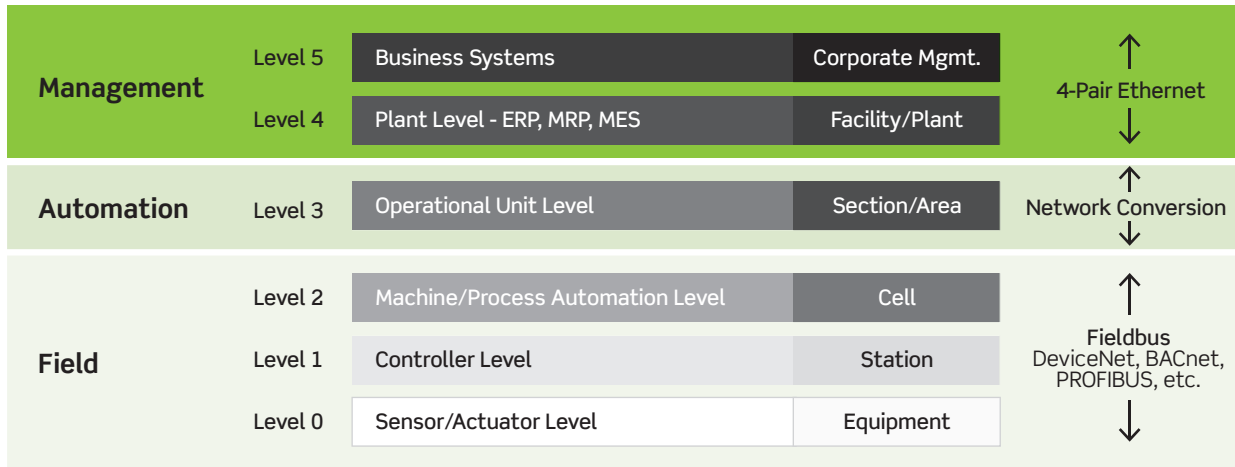 Management
Level 5
Business Systems
Corporate Mgmt.
Level 4
Plant Level - ERP, MRP, MES
Facility/Plant
4-Pair Ethernet
Automation
Level 3
Operational Unit Level
Section/Area
Network Conversion
Field
Level 2
Machine/Process Automation Level
Cell
Level 1
Controller Level
Station
Level 0
Sensor/Actuator Level
Equipment
Fieldbus
DeviceNet, BACnet,
PROFIBUS, etc.